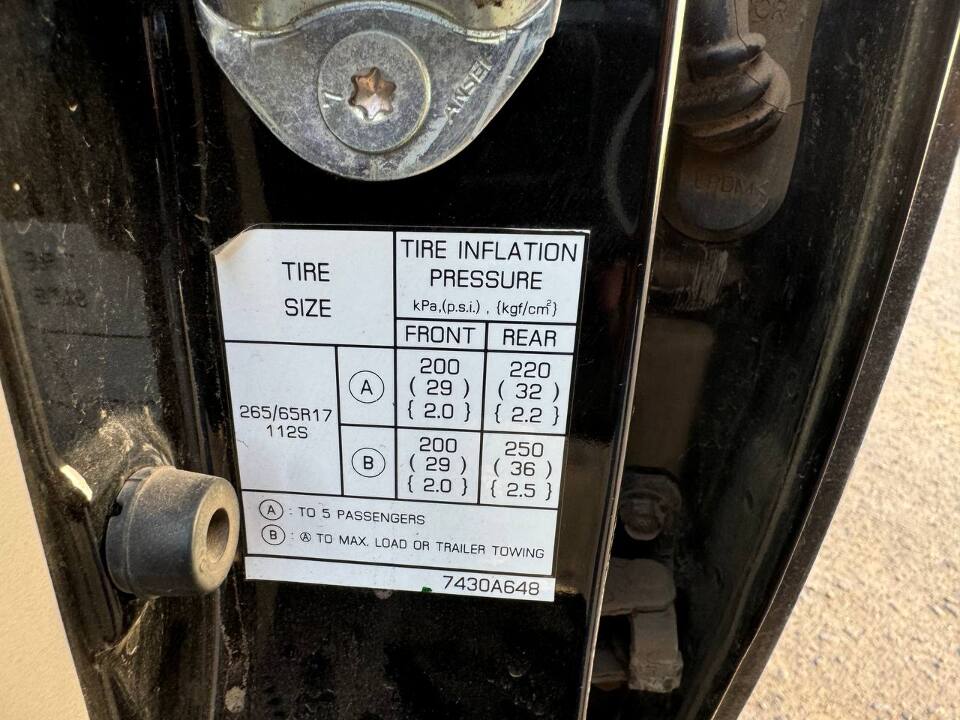 ANSEI
TIRE
SIZE
TIRE INFLATION
PRESSURE
kPa,(p.s.i.) , {kgf/cm²}
FRONT
REAR
265/65R17
112S
A
200
( 29 )
{ 2.0 }
220
( 32 )
{ 2.2 }
B
200
( 29 )
{ 2.0 }
250
( 36 )
{ 2.5 }
A : TO 5 PASSENGERS
B : A TO MAX. LOAD OR TRAILER TOWING
7430A648